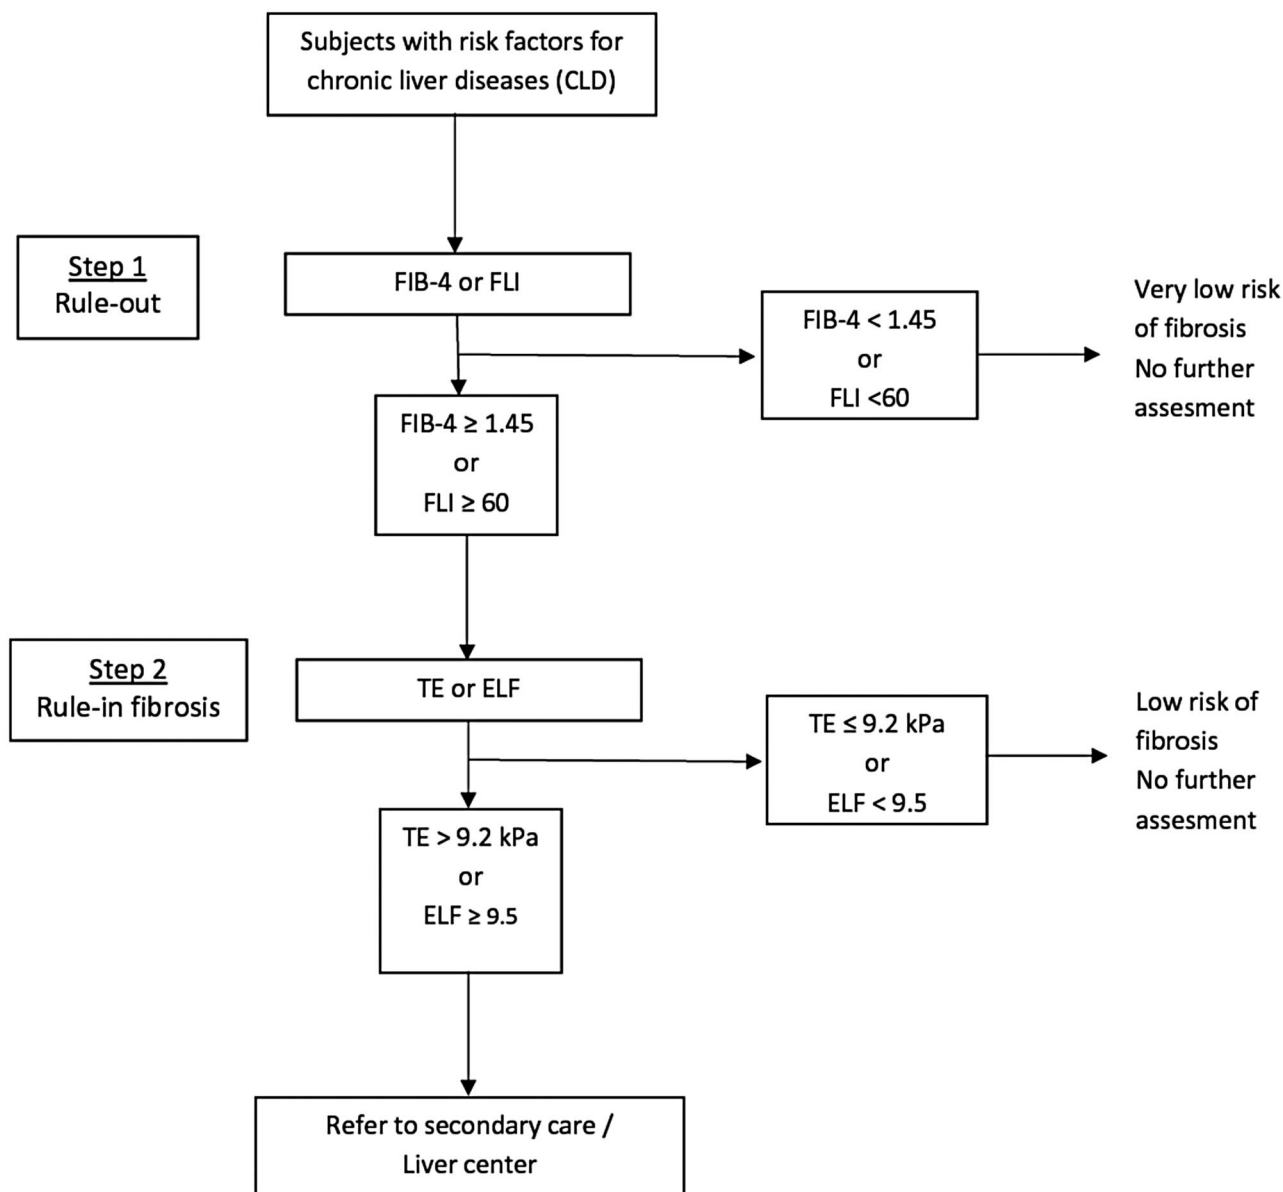 Subjects with risk factors for
chronic liver diseases (CLD)
Step 1
Rule-out
FIB-4 or FLI
FIB-4 < 1.45
or
FLI <60
Very low risk
of fibrosis
No further
assesment
FIB-4 ≥ 1.45
or
FLI ≥ 60
Step 2
Rule-in fibrosis
TE or ELF
TE ≤ 9.2 kPa
or
ELF < 9.5
Low risk of
fibrosis
No further
assesment
TE > 9.2 kPa
or
ELF ≥ 9.5
Refer to secondary care /
Liver center